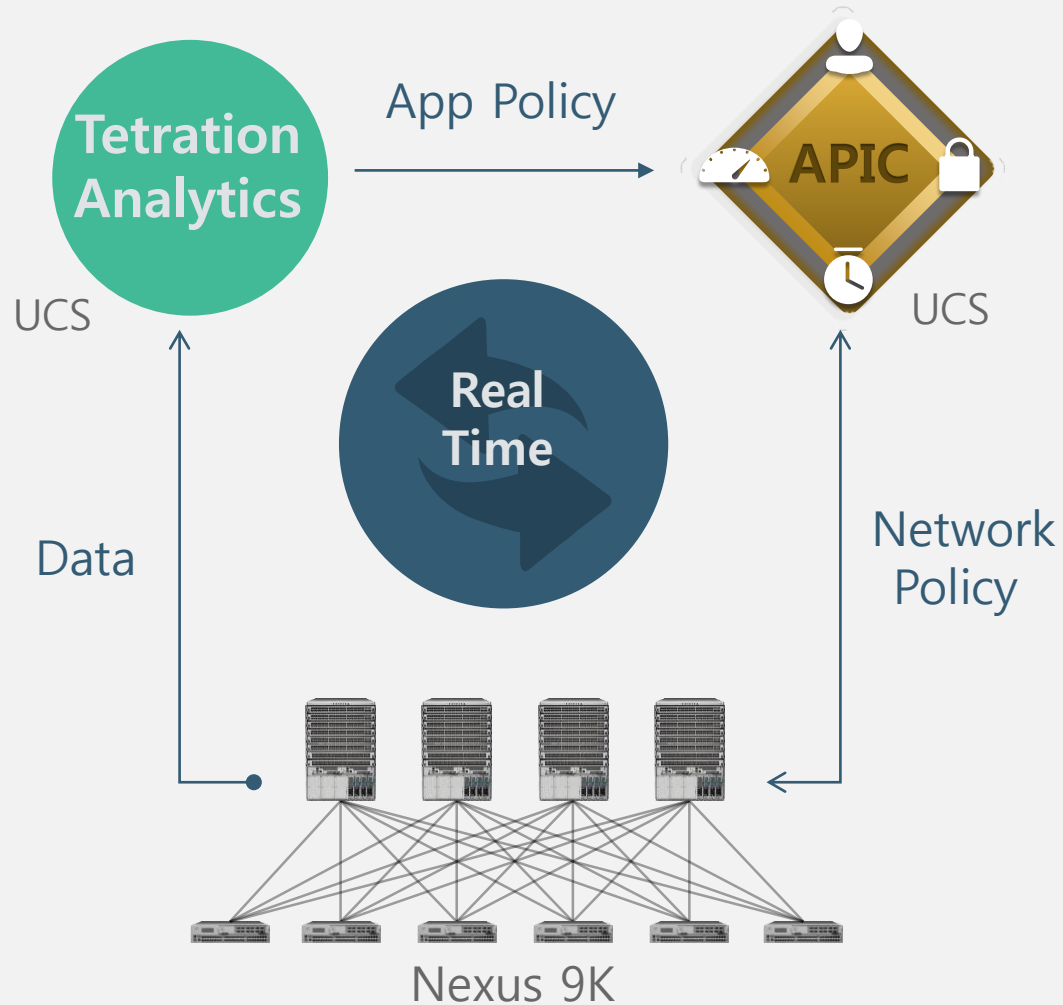 Tetration
Analytics
App Policy
APIC
UCS
UCS
Real
Time
Data
Network
Policy
Nexus 9K